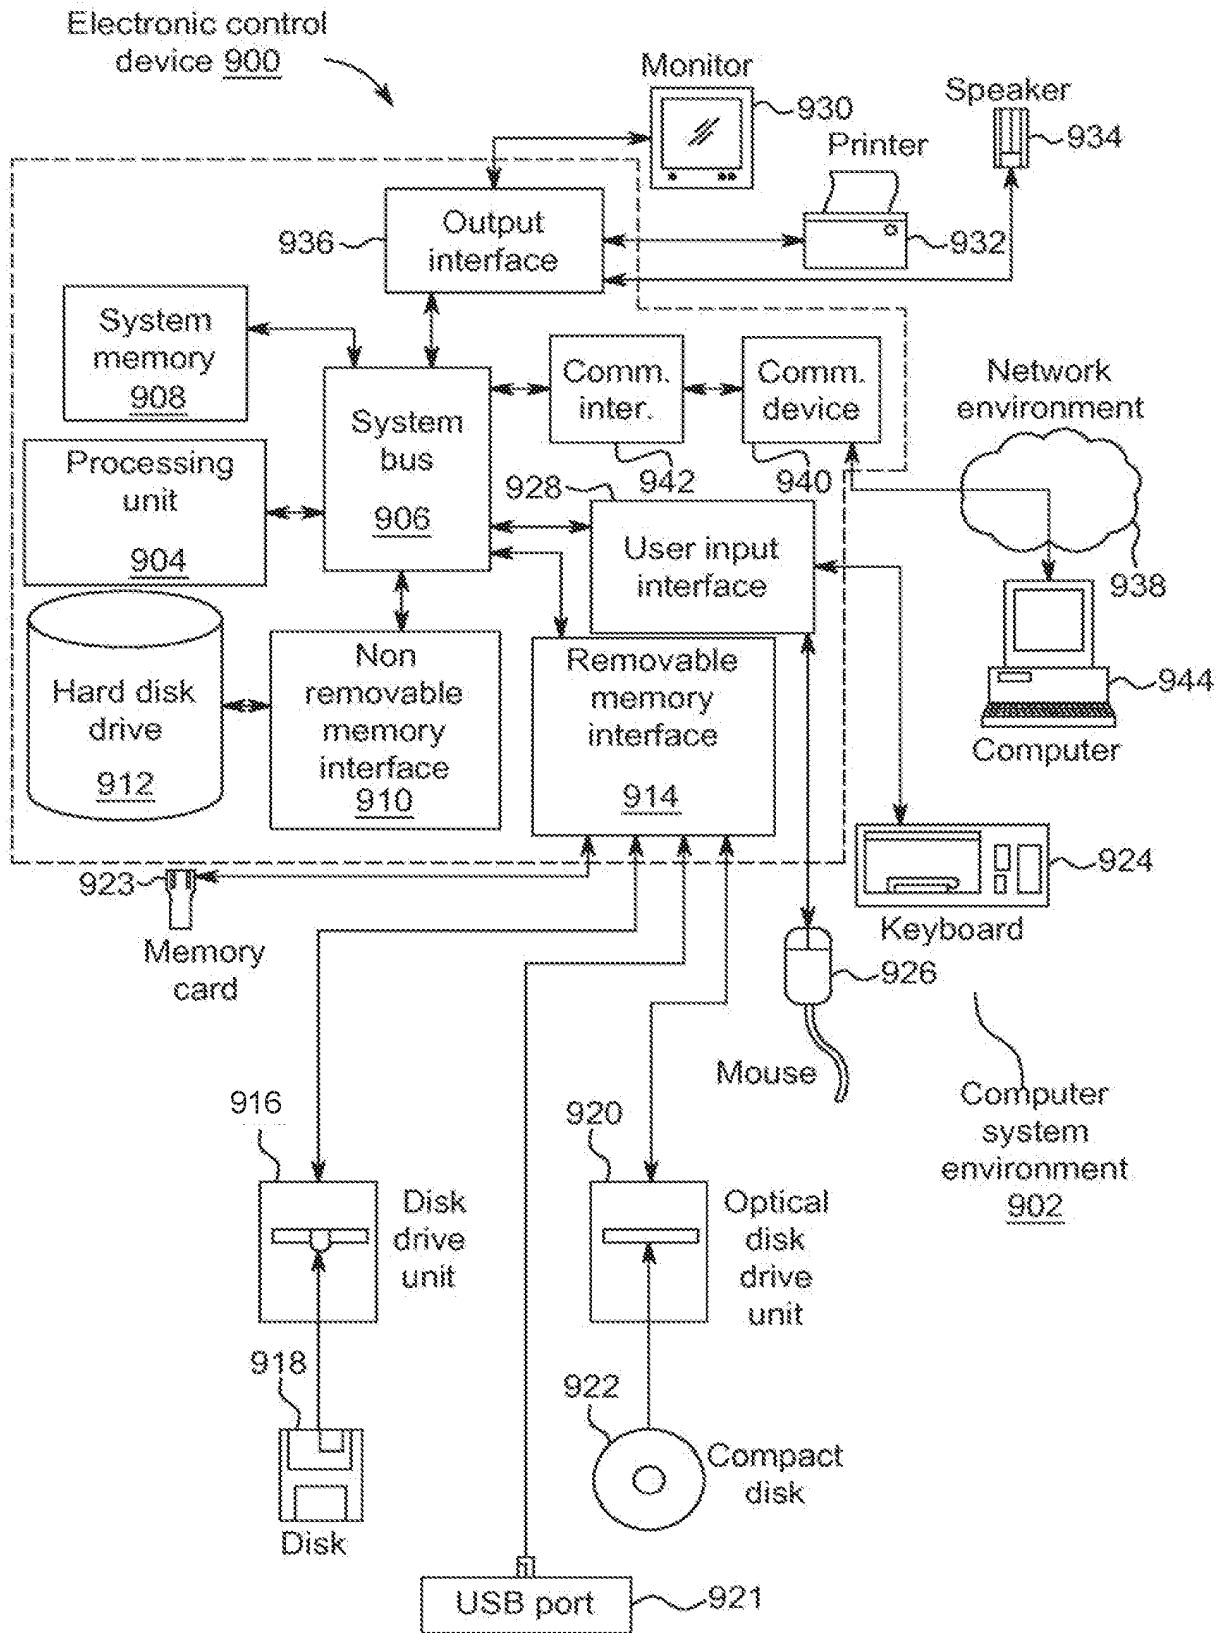 Electronic control
device 900
Monitor
930
Speaker
934
Printer
932
Output
interface
936
System
memory
908
Comm.
inter.
942
Comm.
device
940
Network
environment
938
System
bus
906
Processing
unit
904
928
User input
interface
Hard disk
drive
912
Non
removable
memory
interface
910
Removable
memory
interface
914
944
Computer
923
Memory
card
924
Keyboard
926
Mouse
Computer
system
environment
902
916
Disk
drive
unit
920
Optical
disk
drive
unit
918
Disk
922
Compact
disk
USB port
921